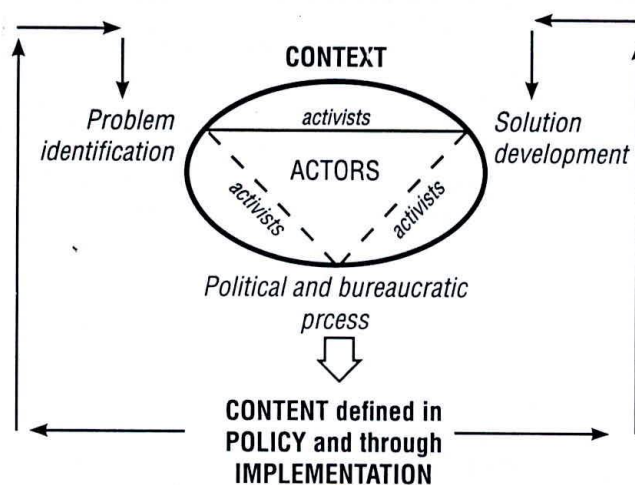 CONTEXT
Problem
identification
activists
Solution
development
ACTORS
activists
activists
Political and bureaucratic
prcess
CONTENT defined in
POLICY and through
IMPLEMENTATION